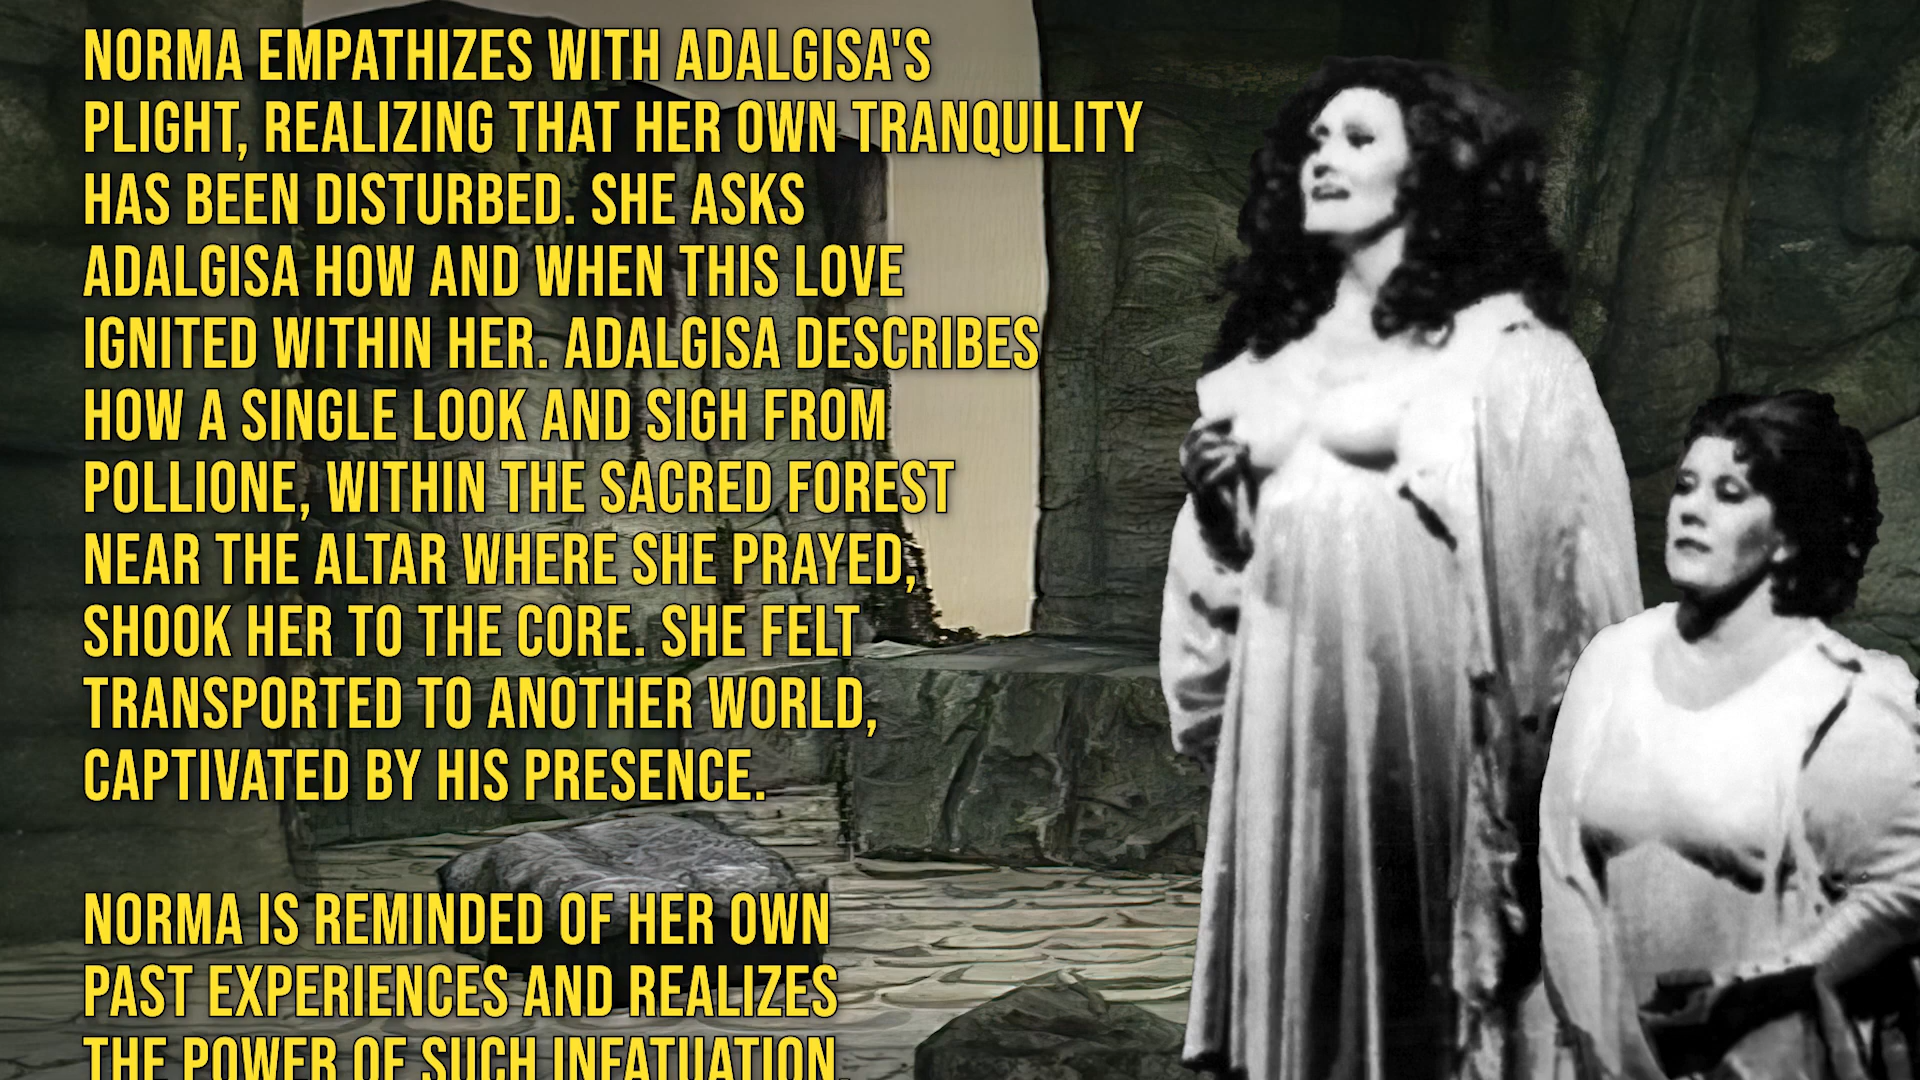 NORMA EMPATHIZES WITH ADALGISA'S
PLIGHT, REALIZING THAT HER OWN TRANQUILITY
HAS BEEN DISTURBED. SHE ASKS
ADALGISA HOW AND WHEN THIS LOVE
IGNITED WITHIN HER. ADALGISA DESCRIBES
HOW A SINGLE LOOK AND SIGH FROM
POLLIONE, WITHIN THE SACRED FOREST
NEAR THE ALTAR WHERE SHE PRAYED,
SHOOK HER TO THE CORE. SHE FELT
TRANSPORTED TO ANOTHER WORLD,
CAPTIVATED BY HIS PRESENCE.
NORMA IS REMINDED OF HER OWN
PAST EXPERIENCES AND REALIZES
THE POWER OF SUCH INFATUATION.